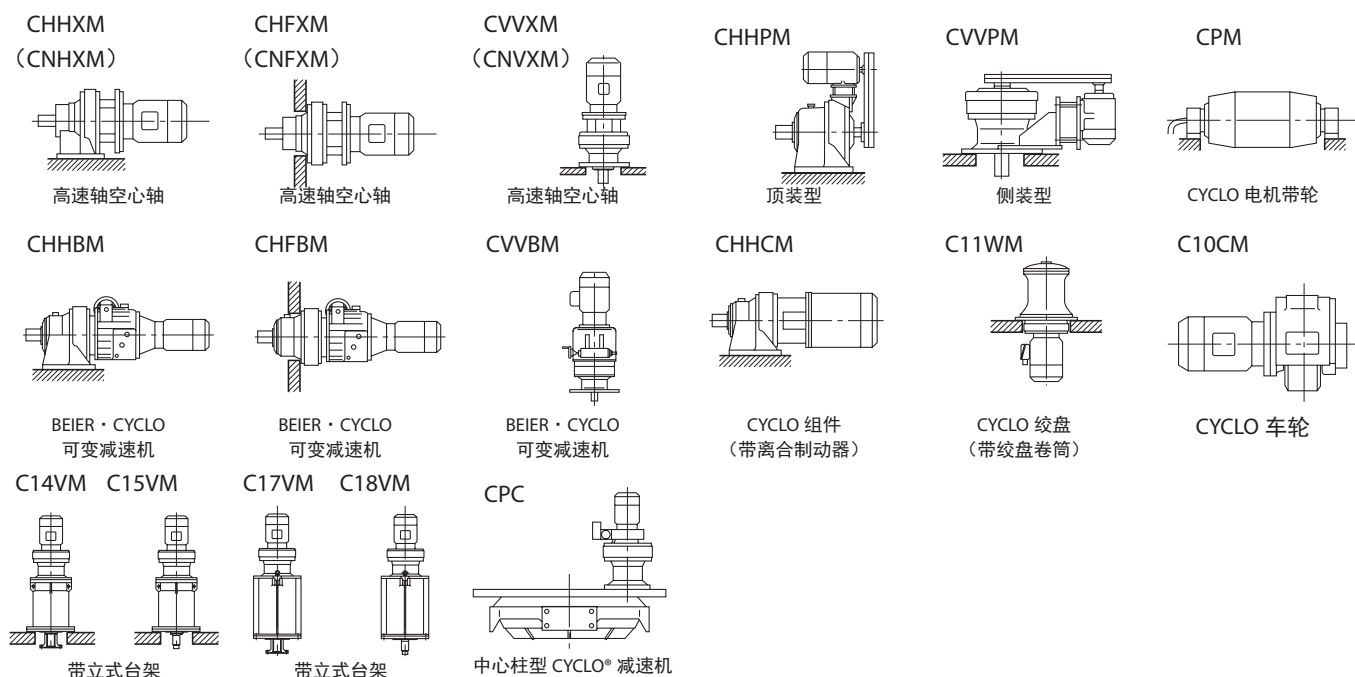 CHHXM
（CNHXM）
高速轴空心轴
CHFXM
（CNFXM）
高速轴空心轴
CVVXM
（CNVXM）
高速轴空心轴
CHHPM
顶装型
CVVPM
侧装型
CPM
CYCLO 电机带轮
CHHBM
BEIER・CYCLO
可变减速机
CHFBM
BEIER・CYCLO
可变减速机
CVVBM
BEIER・CYCLO
可变减速机
CHHCM
CYCLO 组件
（带离合制动器）
C11WM
CYCLO 绞盘
（带绞盘卷筒）
C10CM
CYCLO 车轮
C14VM C15VM
带立式台架
C17VM C18VM
带立式台架
CPC
中心柱型 CYCLO® 减速机